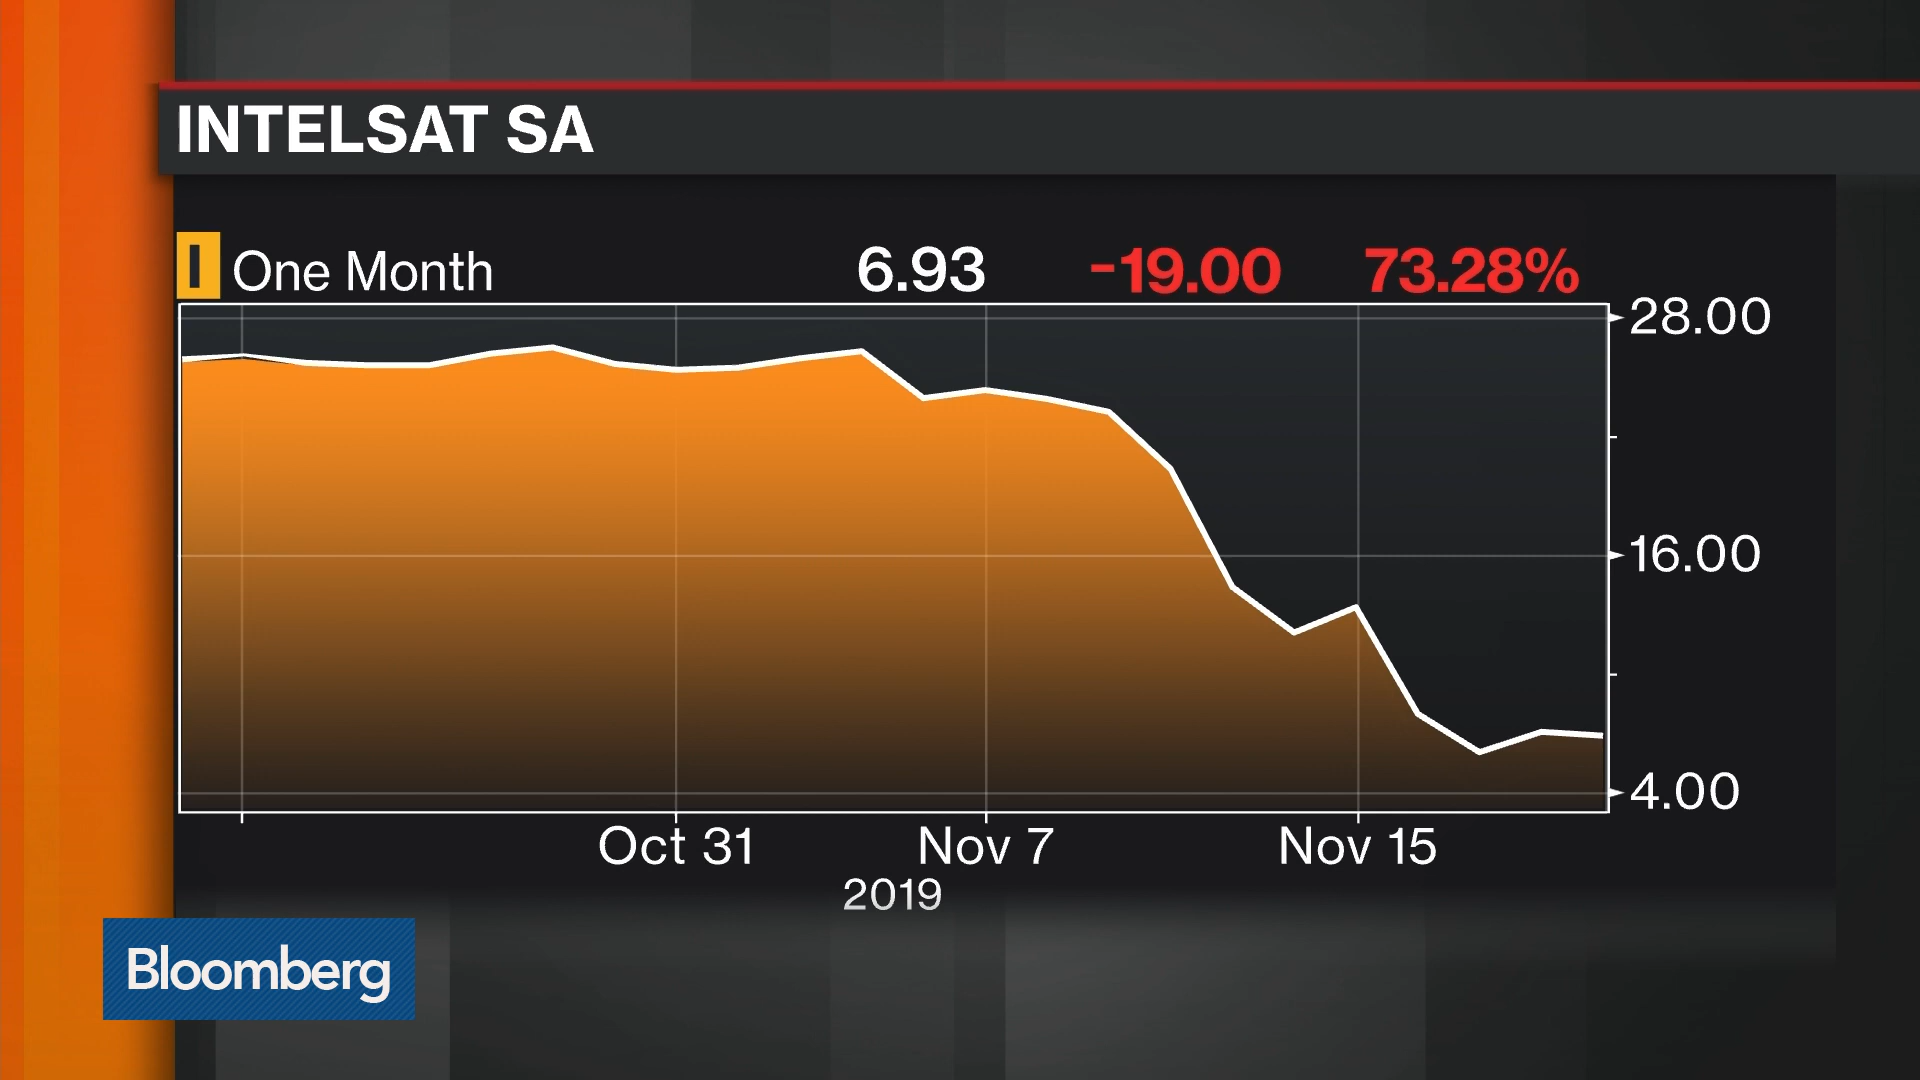 INTELSAT SA
I One Month 6.93 -19.00 73.28%
28.00
16.00
4.00
Oct 31 Nov 7 Nov 15
2019
Bloomberg